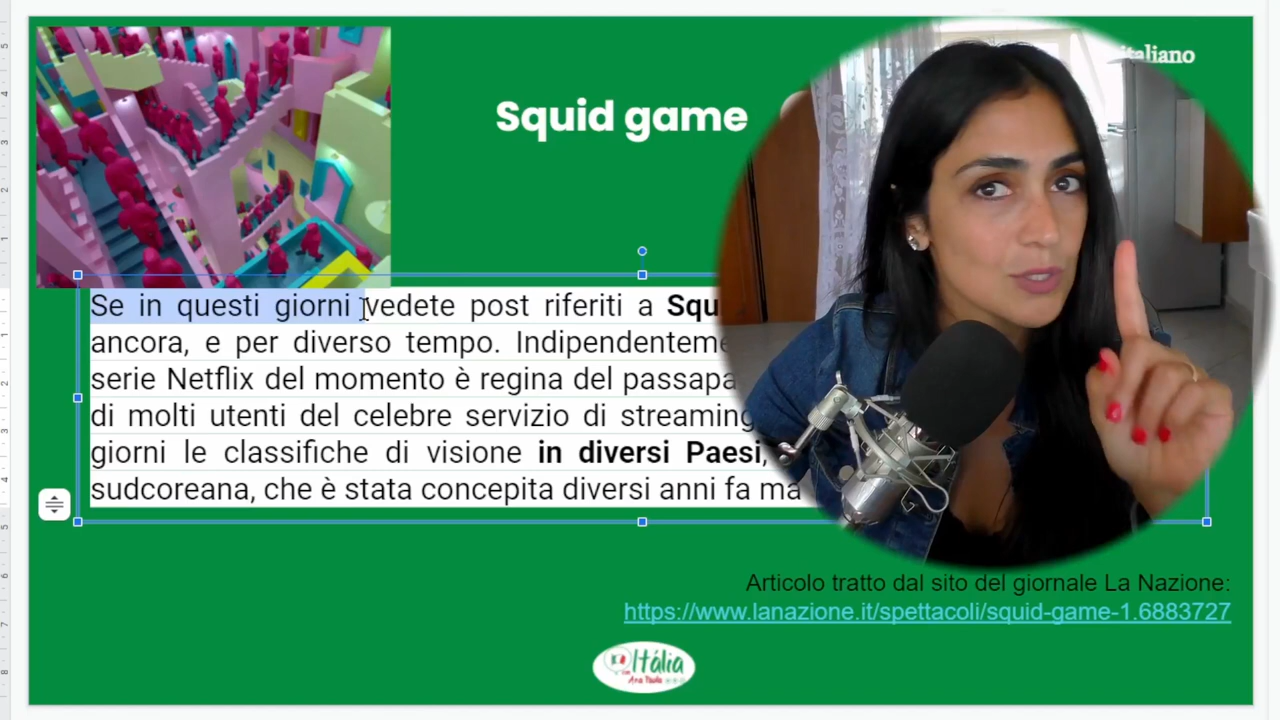 italiano
Squid game
Se in questi giorni vedete post riferiti a
ancora, e per diverso tempo.
serie Netflix del momento è regina del
di molti utenti del celebre servizio di streaming
giorni le classifiche di visione in diversi Paesi,
sudcoreana, che è stata concepita diversi anni fa ma
Articolo tratto dal sito del giornale La Nazione:
https://www.lanazione.it/spettacoli/squid-game-1.6883727
Itália
Ana Paula